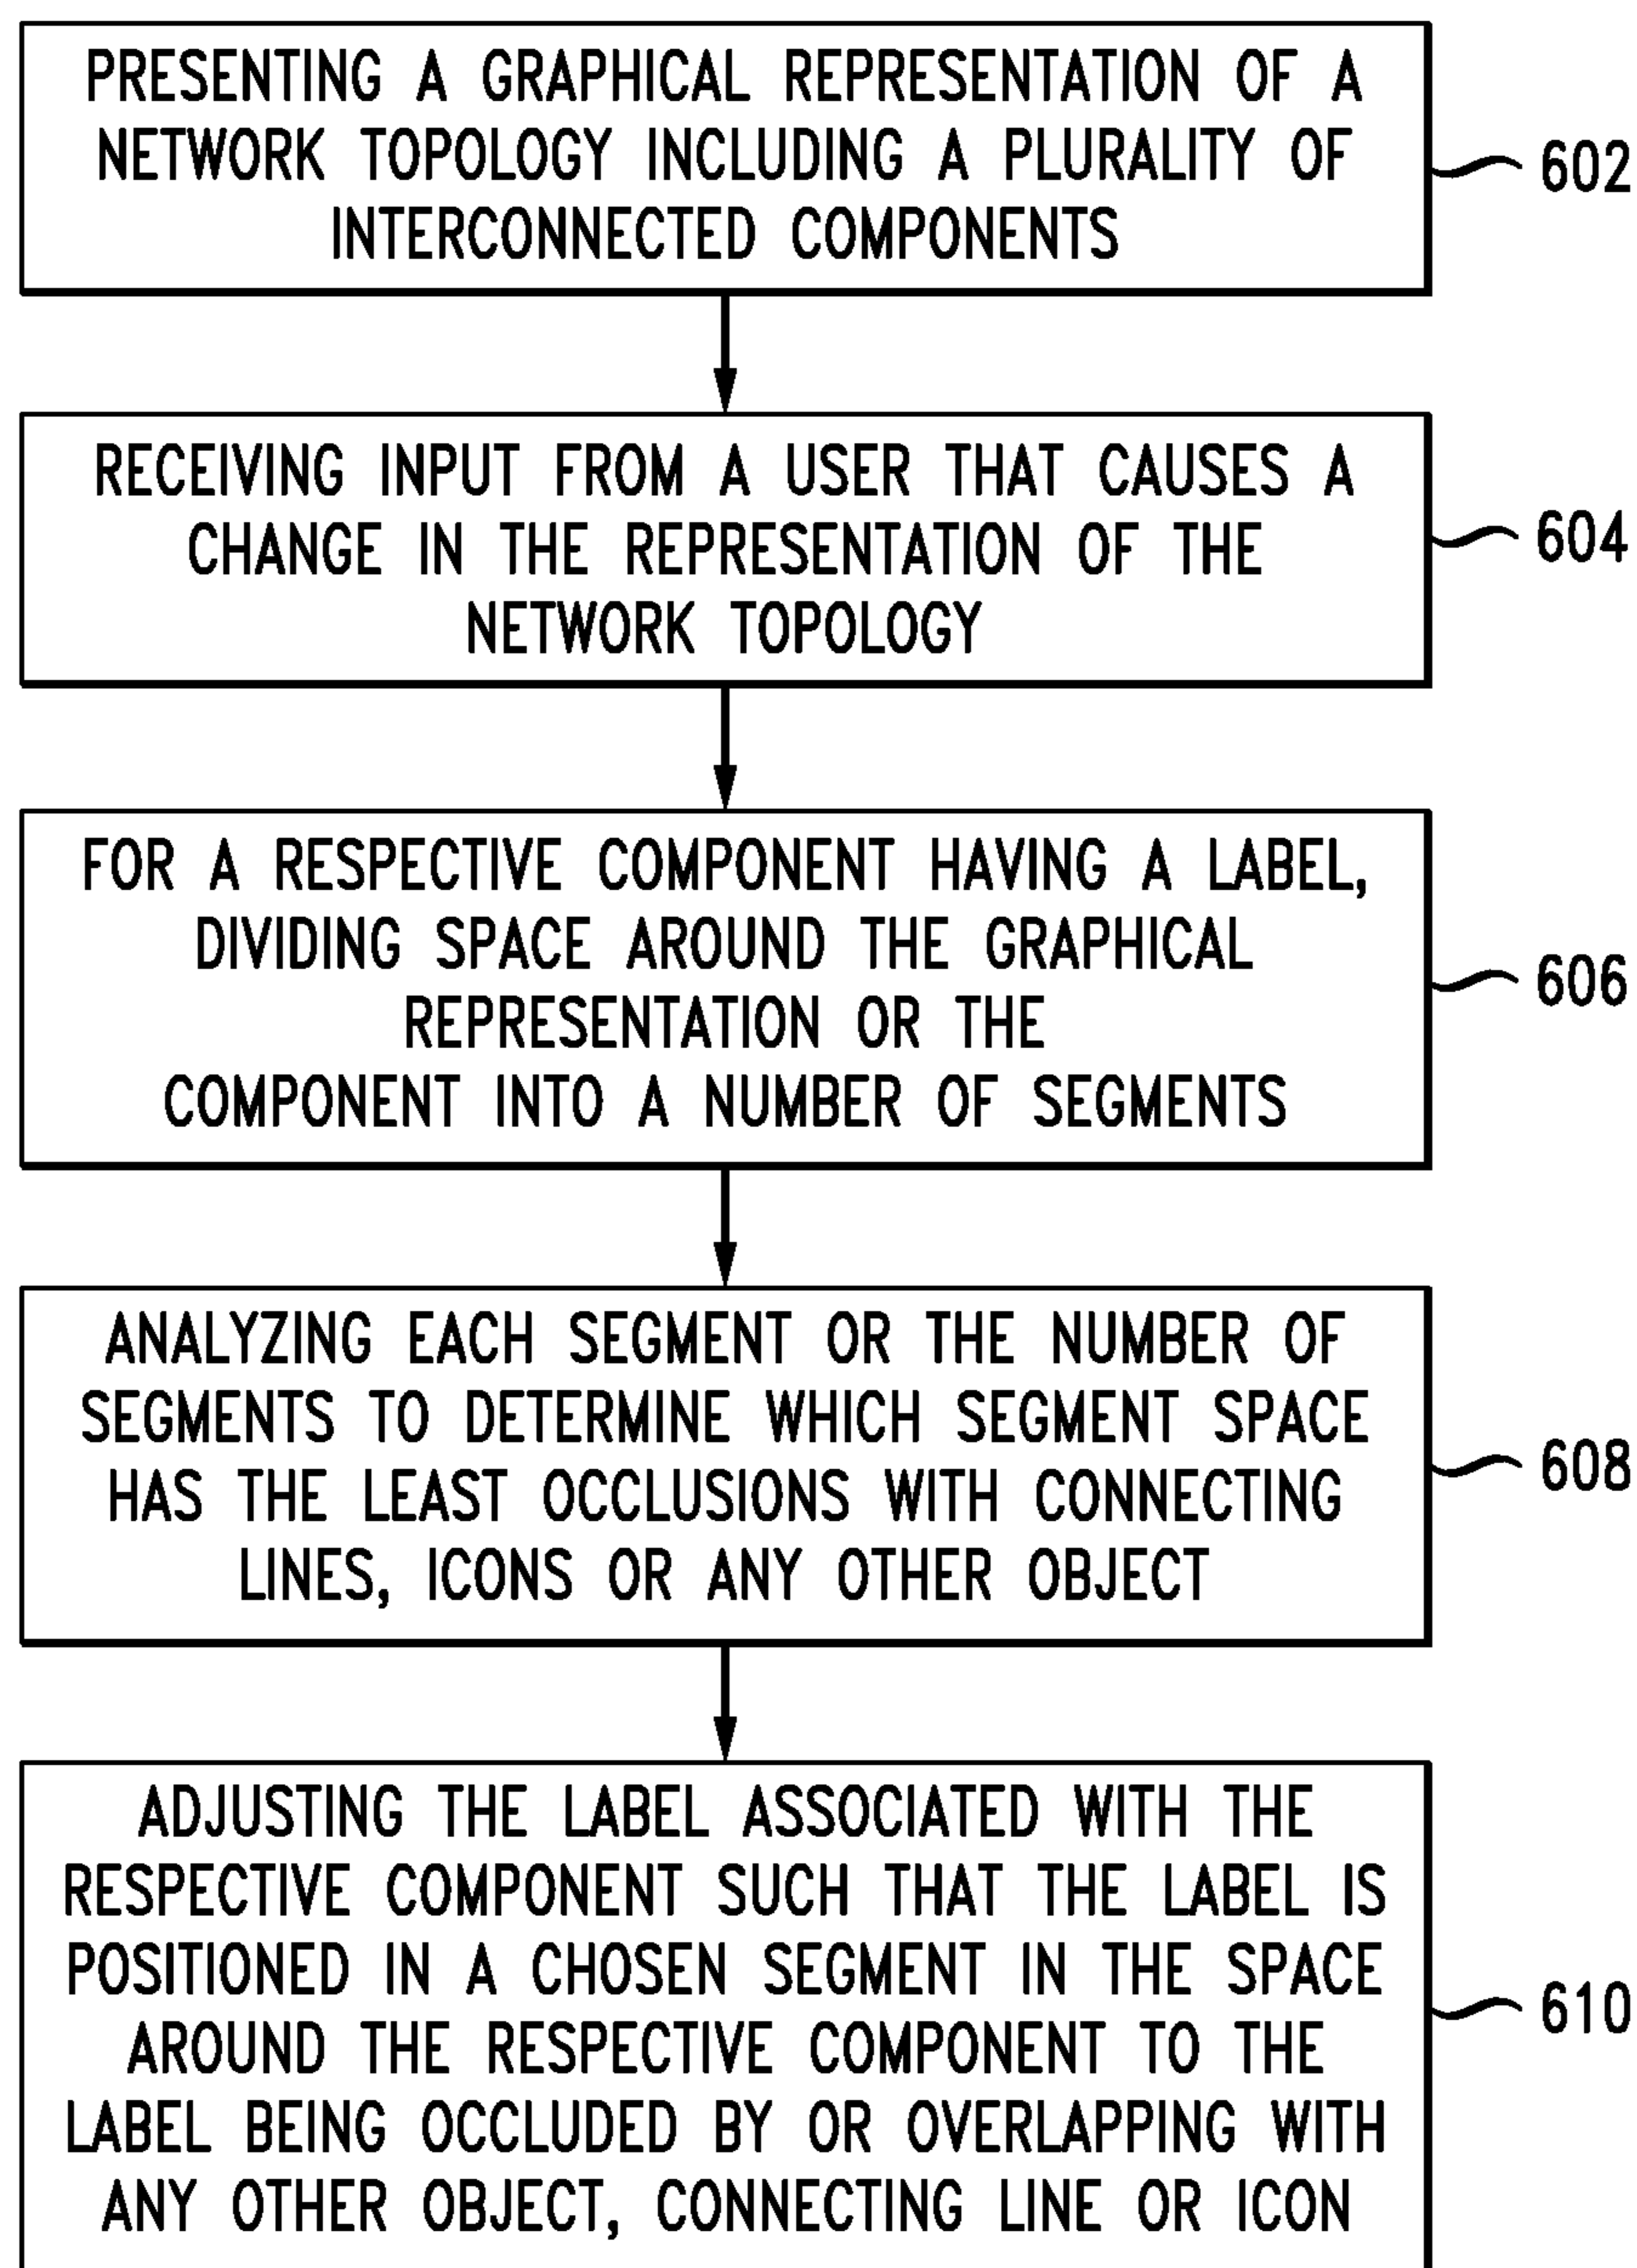 PRESENTING A GRAPHICAL REPRESENTATION OF A
NETWORK TOPOLOGY INCLUDING A PLURALITY OF
INTERCONNECTED COMPONENTS
602
RECEIVING INPUT FROM A USER THAT CAUSES A
CHANGE IN THE REPRESENTATION OF THE
NETWORK TOPOLOGY
604
FOR A RESPECTIVE COMPONENT HAVING A LABEL,
DIVIDING SPACE AROUND THE GRAPHICAL
REPRESENTATION OR THE
COMPONENT INTO A NUMBER OF SEGMENTS
606
ANALYZING EACH SEGMENT OR THE NUMBER OF
SEGMENTS TO DETERMINE WHICH SEGMENT SPACE
HAS THE LEAST OCCLUSIONS WITH CONNECTING
LINES, ICONS OR ANY OTHER OBJECT
608
ADJUSTING THE LABEL ASSOCIATED WITH THE
RESPECTIVE COMPONENT SUCH THAT THE LABEL IS
POSITIONED IN A CHOSEN SEGMENT IN THE SPACE
AROUND THE RESPECTIVE COMPONENT TO THE
LABEL BEING OCCLUDED BY OR OVERLAPPING WITH
ANY OTHER OBJECT, CONNECTING LINE OR ICON
610